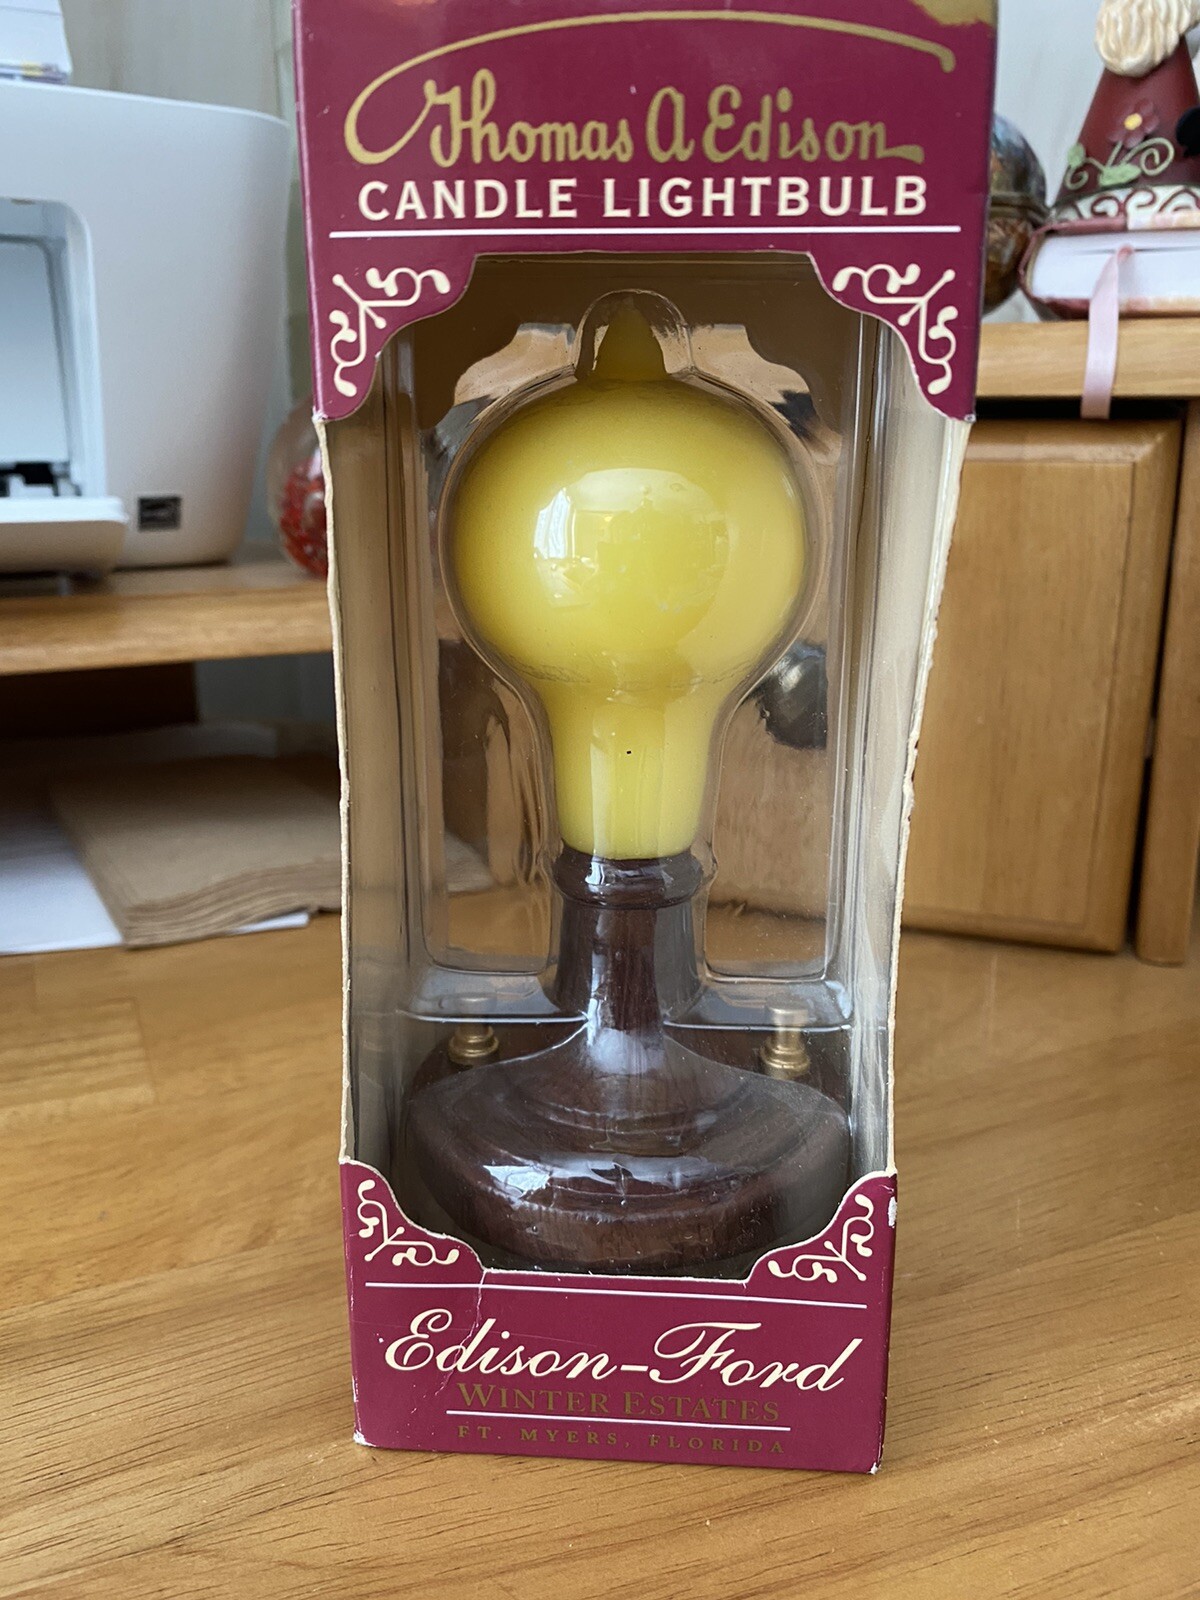 Thomas A Edison
CANDLE LIGHTBULB
Edison-Ford
WINTER ESTATES
FT. MYERS, FLORIDA